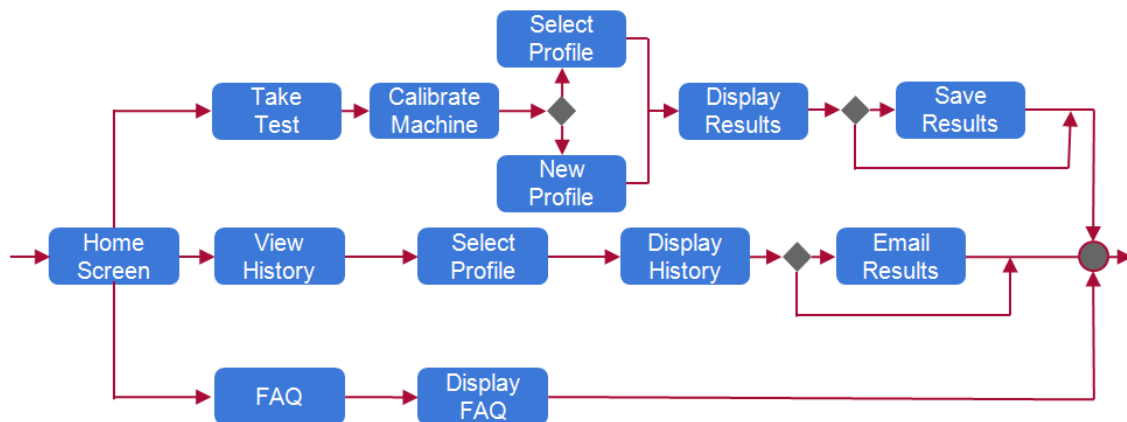 Select
Profile
Take
Test
Calibrate
Machine
Display
Results
Save
Results
New
Profile
Home
Screen
View
History
Select
Profile
Display
History
Email
Results
FAQ
Display
FAQ